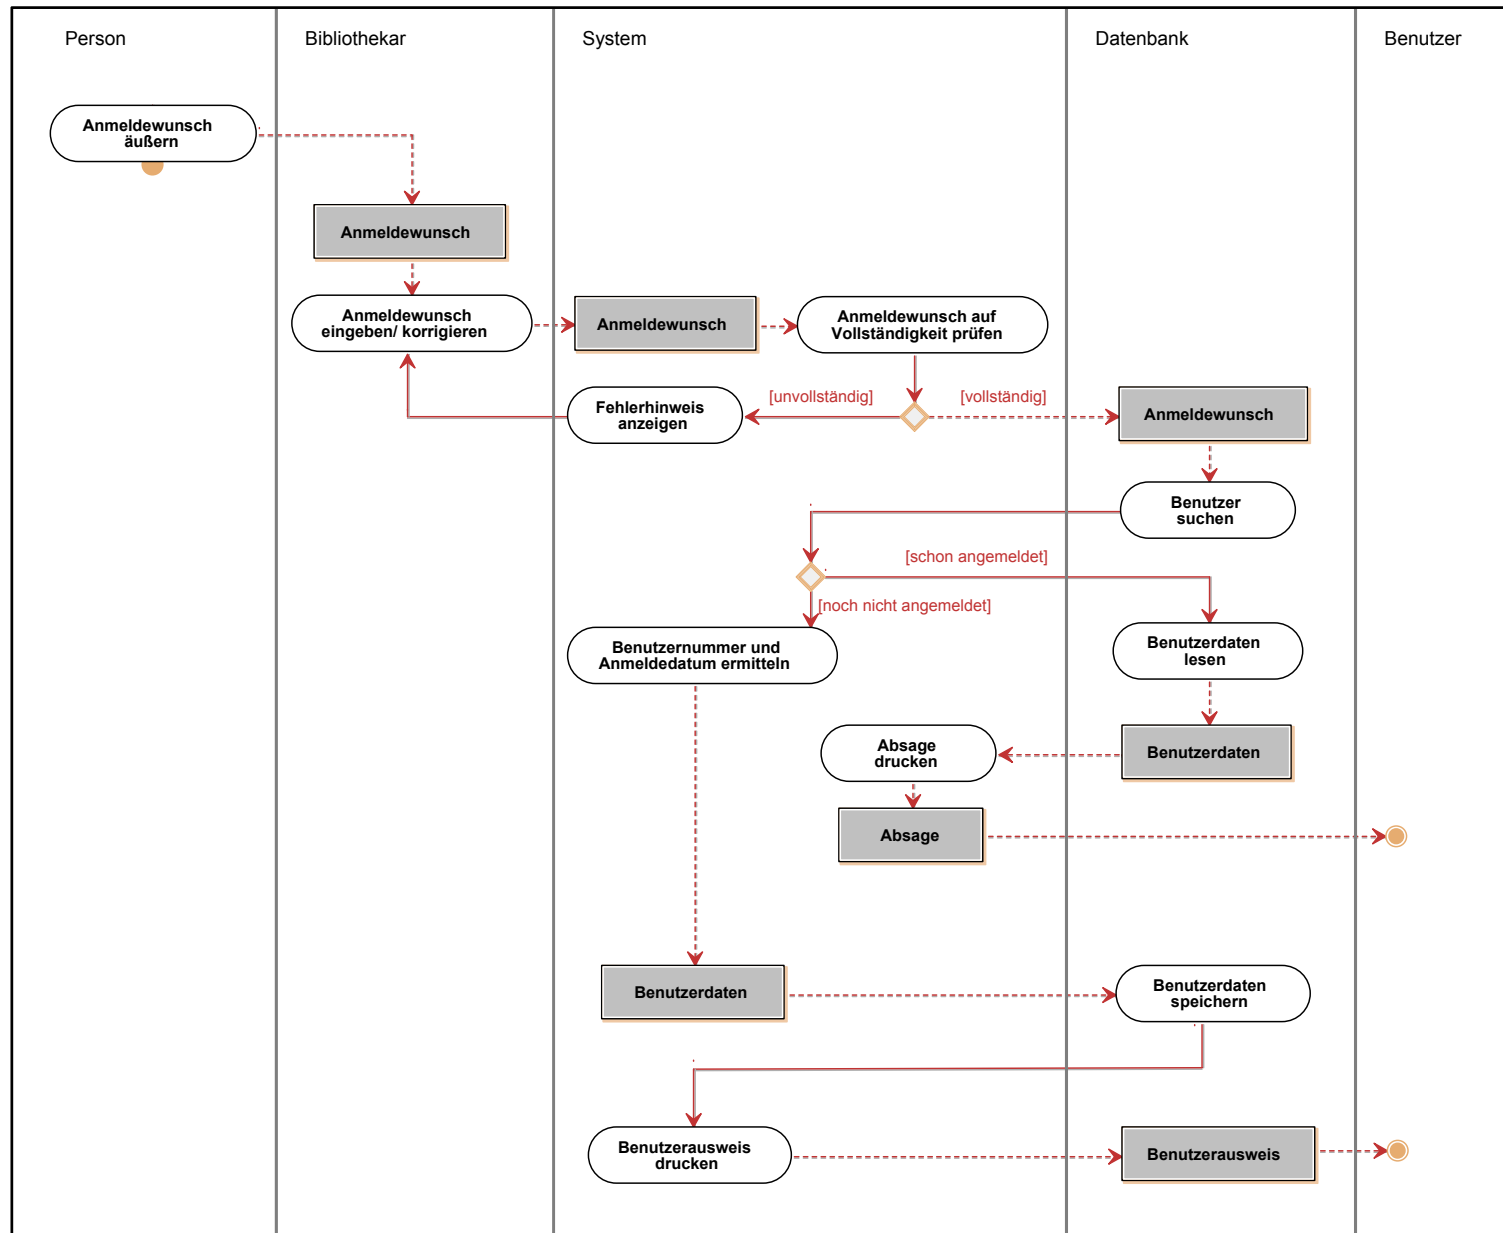 Person
Bibliothekar
System
Datenbank
Benutzer
Anmeldewunsch
äußern
Anmeldewunsch
Anmeldewunsch
eingeben/ korrigieren
Anmeldewunsch
Anmeldewunsch auf
Vollständigkeit prüfen
[unvollständig]
[vollständig]
Fehlerhinweis
anzeigen
Anmeldewunsch
Benutzer
suchen
[schon angemeldet]
[noch nicht angemeldet]
Benutzernummer und
Anmeldedatum ermitteln
Benutzerdaten
lesen
Absage
drucken
Benutzerdaten
Absage
Benutzerdaten
Benutzerdaten
speichern
Benutzerausweis
drucken
Benutzerausweis